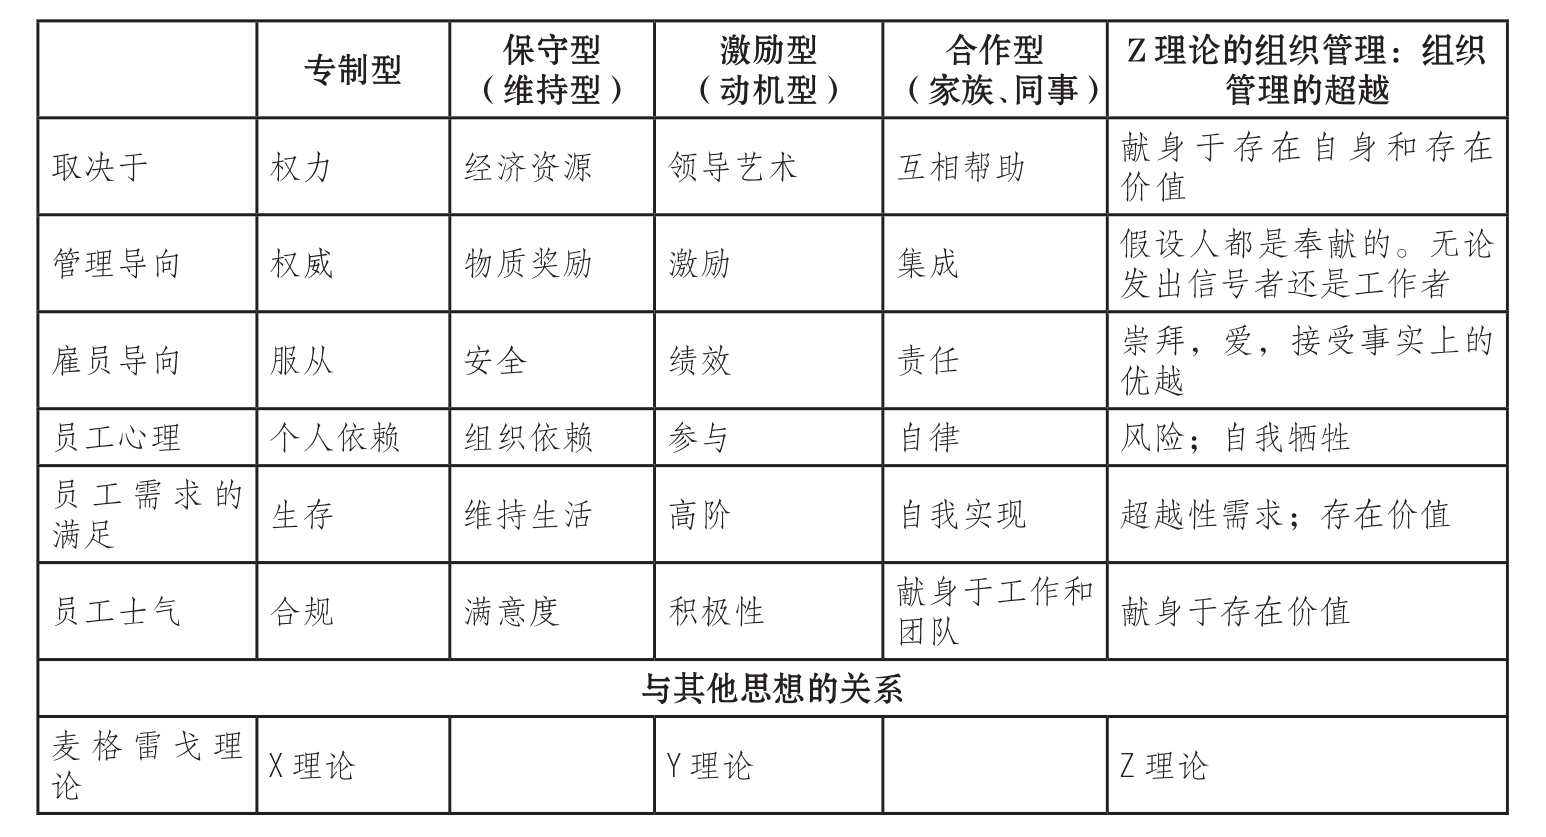 专制型
保守型
（维持型）
激励型
（动机型）
合作型
（家族、同事）
Z 理论的组织管理：组织
管理的超越
取决于
权力
经济资源
领导艺术
互相帮助
献身于存在自身和存在
价值
管理导向
权威
物质奖励
激励
集成
假设人都是奉献的。无论
发出信号者还是工作者
雇员导向
服从
安全
绩效
责任
崇拜，爱，接受事实上的
优越
员工心理
个人依赖
组织依赖
参与
自律
风险；自我牺牲
员工需求的
满足
生存
维持生活
高阶
自我实现
超越性需求；存在价值
员工士气
合规
满意度
积极性
献身于工作和
团队
献身于存在价值
与其他思想的关系
麦格雷戈理
论
X 理论
Y 理论
Z 理论